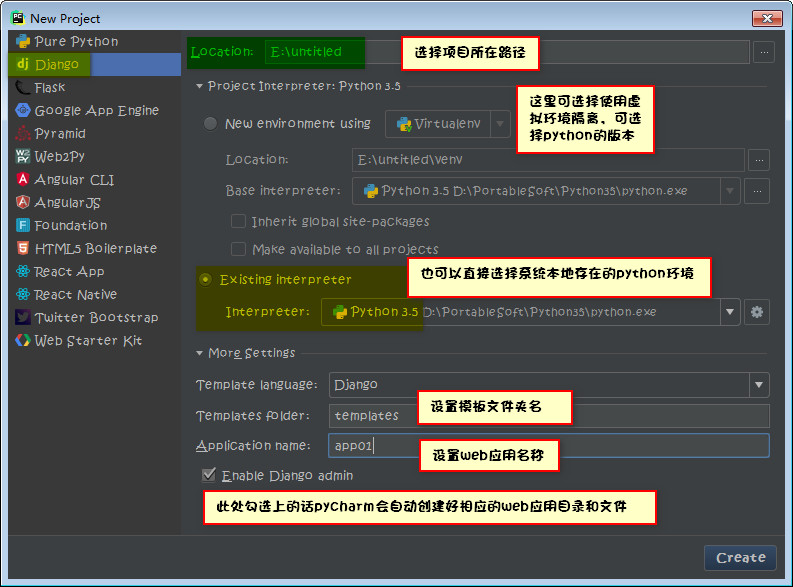 New Project
Pure Python
Django
Flask
Google App Engine
Pyramid
Web2Py
Angular CLI
AngularJS
Foundation
HTML5 Boilerplate
React App
React Native
Twitter Bootstrap
Web Starter Kit
Location: E:\untitled
选择项目所在路径
Project Interpreter: Python 3.5
这里可选择使用虚
拟环境隔离，可选
择python的版本
New environment using Virtualenv
Location: E:\untitled\venv
Base interpreter: Python 3.5 D:\PortableSoft\Python35\python.exe
Inherit global site-packages
Make available to all projects
也可以直接选择系统本地存在的python环境
Existing interpreter
Interpreter: Python 3.5 D:\PortableSoft\Python35\python.exe
More Settings
Template language: Django
设置模板文件夹名
Templates folder: templates
Application name: app01
设置web应用名称
Enable Django admin
此处勾选上的话pyCharm会自动创建好相应的web应用目录和文件
Create